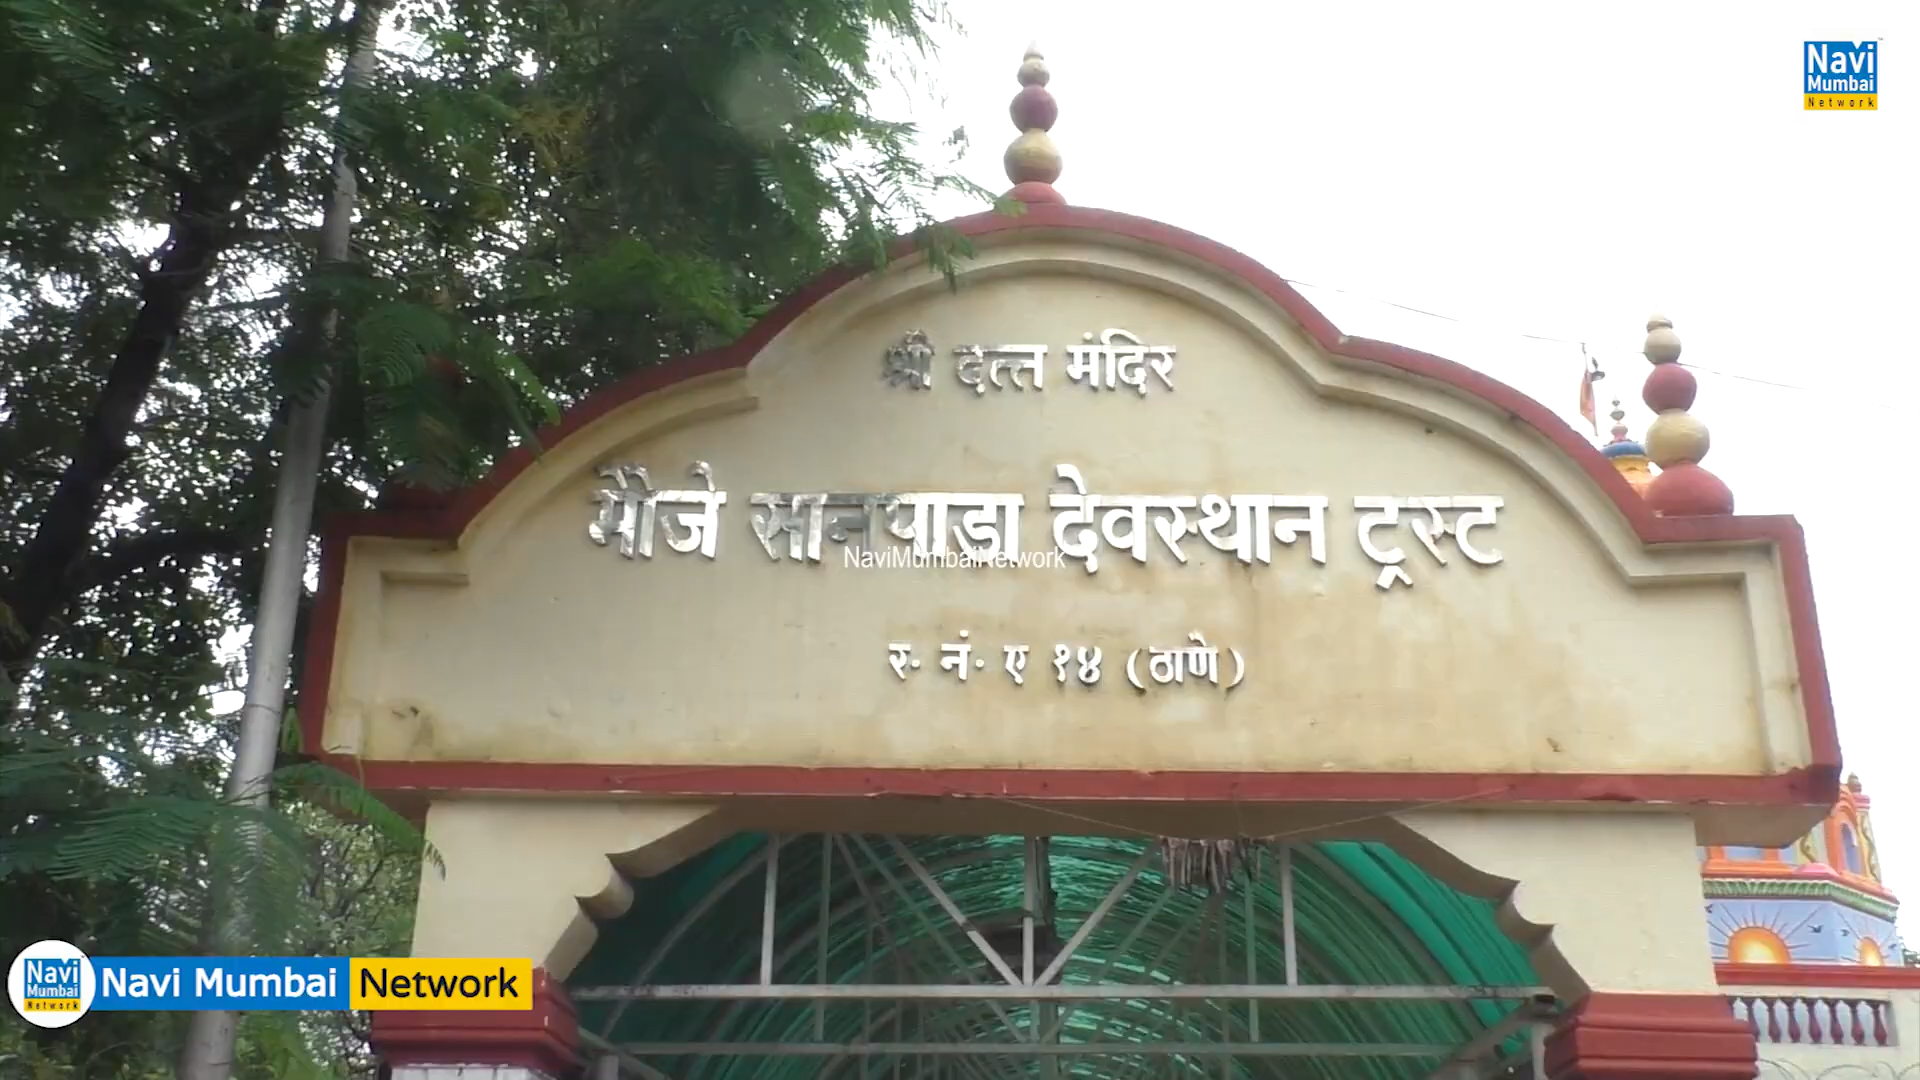 Navi
Mumbai
Network
श्री दत्त मंदिर
मौजे सानपाडा देवस्थान ट्रस्ट
NaviMumbaiNetwork
र. नं. ए १४ (ठाणे)
Navi
Mumbai
Network
Navi Mumbai Network